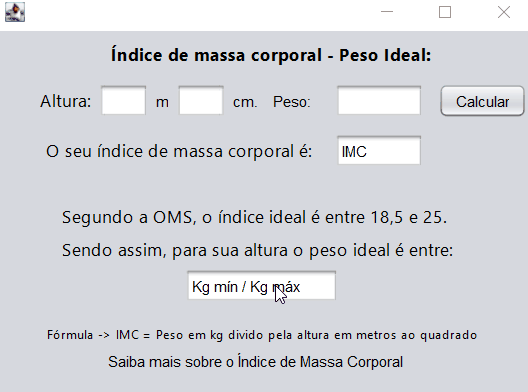 Índice de massa corporal - Peso Ideal:
Altura: m cm. Peso: Calcular
O seu índice de massa corporal é: IMC
Segundo a OMS, o índice ideal é entre 18,5 e 25.
Sendo assim, para sua altura o peso ideal é entre:
Kg mín / Kg máx
Fórmula -> IMC = Peso em kg divido pela altura em metros ao quadrado
Saiba mais sobre o Índice de Massa Corporal